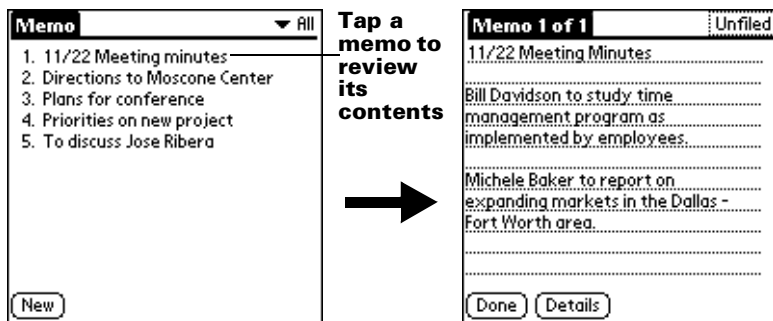 Memo
All
1. 11/22 Meeting minutes
2. Directions to Moscone Center
3. Plans for conference
4. Priorities on new project
5. To discuss Jose Ribera
New
Tap a
memo to
review
its
contents
Memo 1 of 1
Unfiled
11/22 Meeting Minutes
Bill Davidson to study time
management program as
implemented by employees.
Michele Baker to report on
expanding markets in the Dallas -
Fort Worth area.
Done
Details